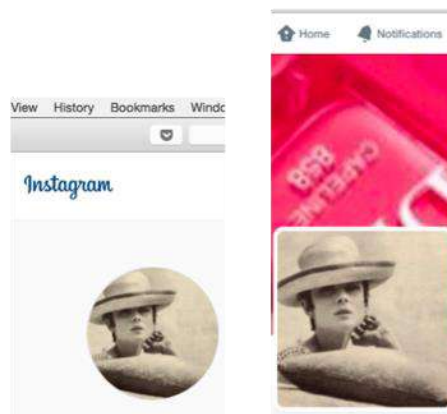 Home Notifications
View History Bookmarks Windo
Instagram
858
CAPELINE